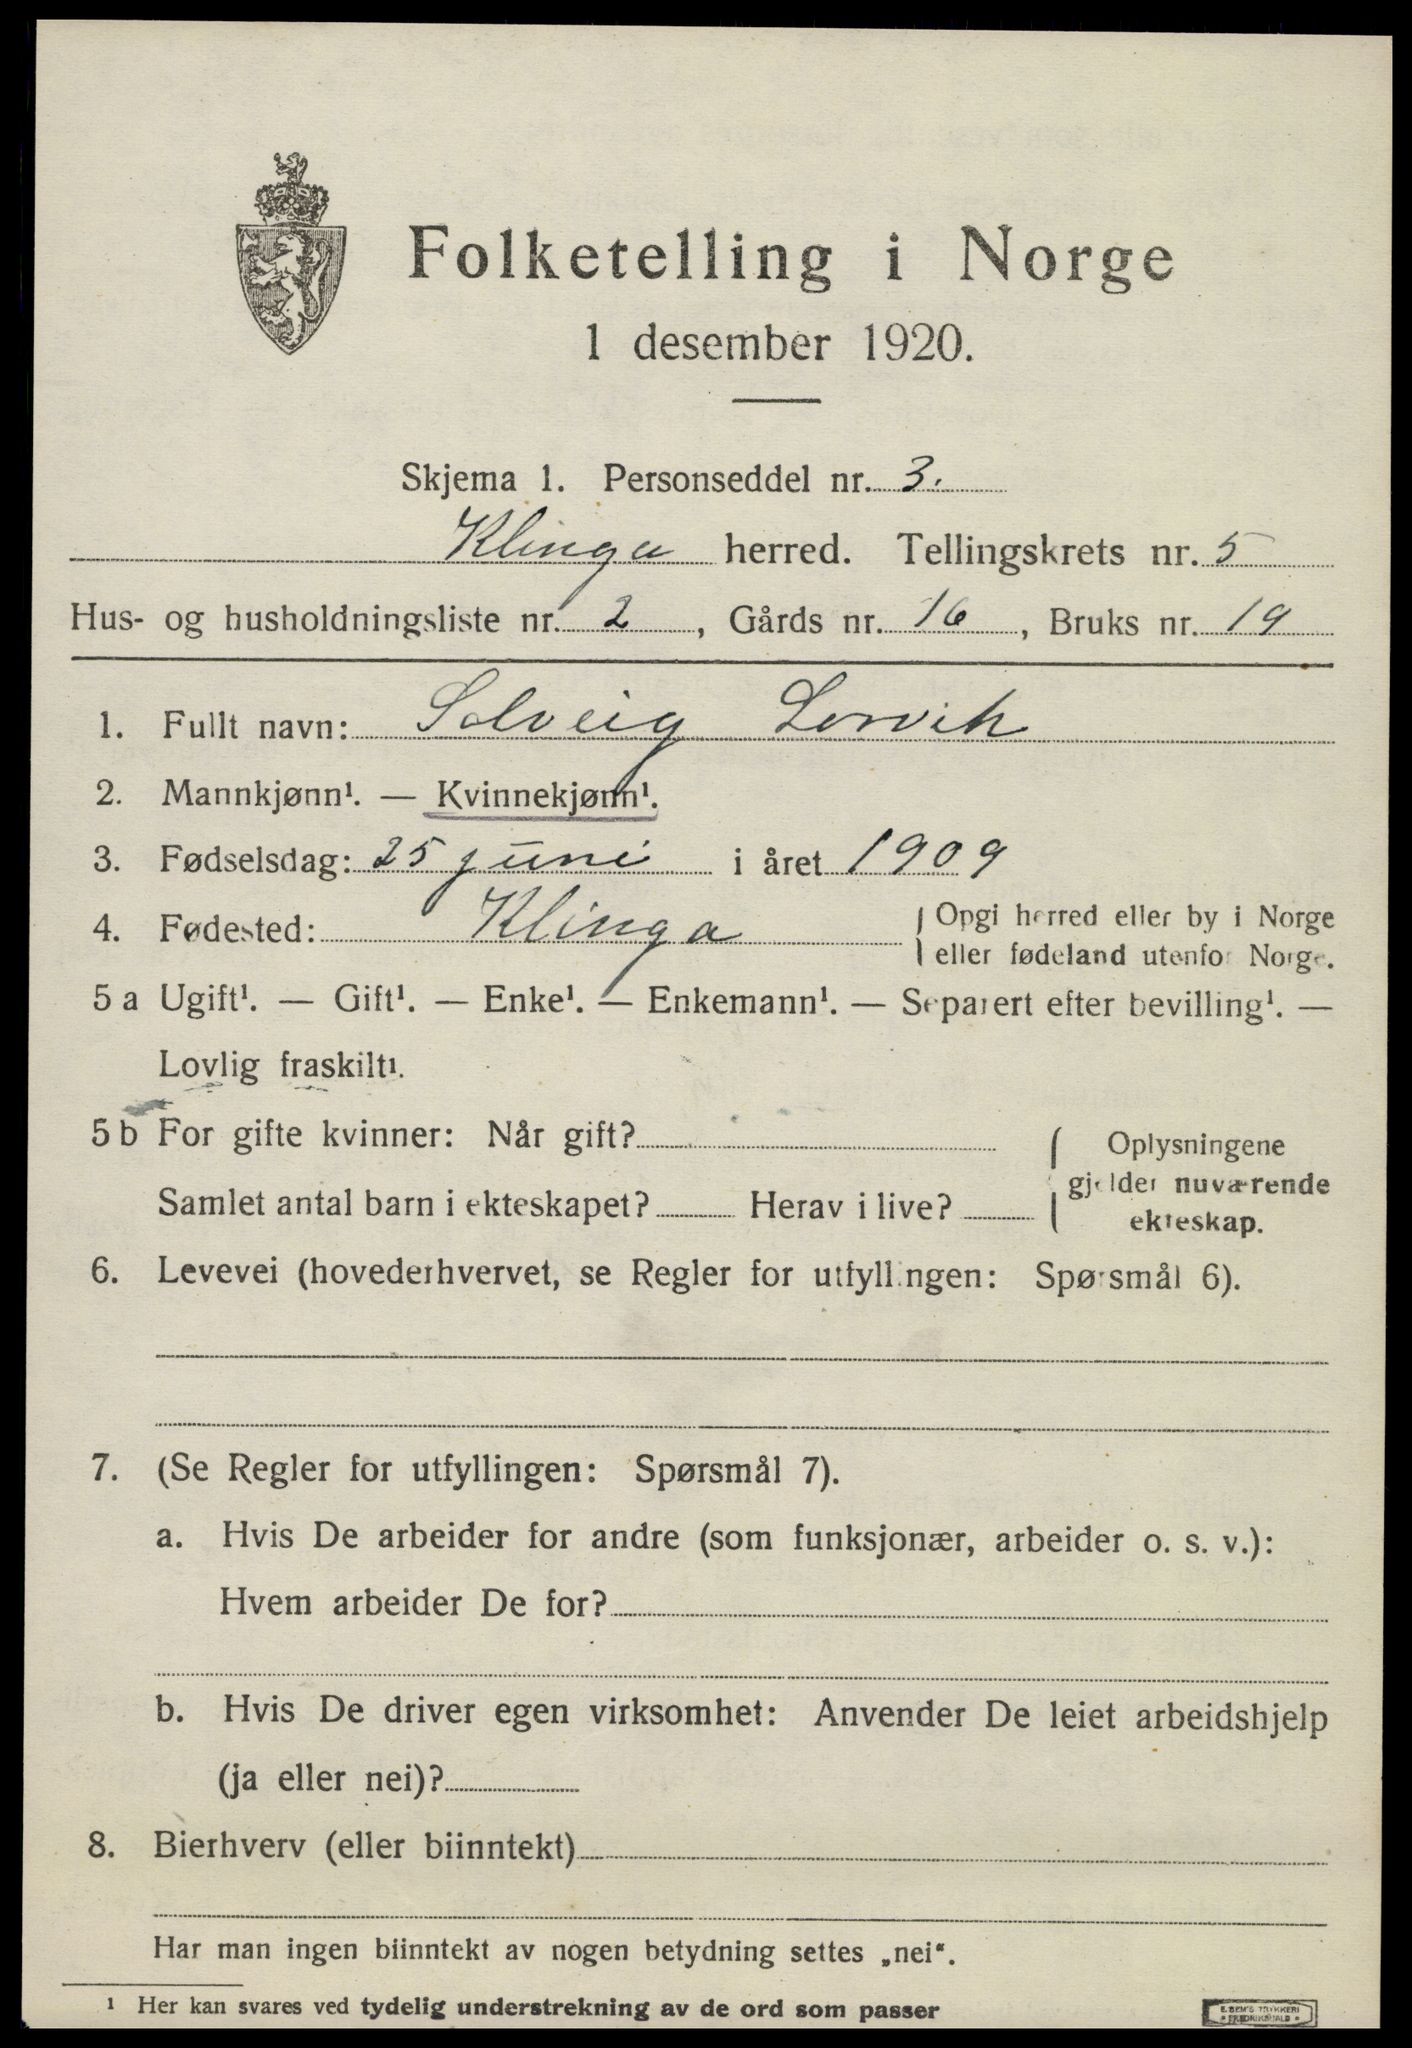 Folketelling i Norge
1 desember 1920.
Skjema 1. Personseddel nr. 3.
Klinga herred. Tellingskrets nr. 5
Hus- og husholdningsliste nr. 2, Gårds nr. 16, Bruks nr. 19
1. Fullt navn: Solveig Lorvik
2. Mannkjønn¹. — Kvinnekjønn¹.
3. Fødselsdag: 25 juni i året 1909
4. Fødested: Klinga
Opgi herred eller by i Norge
eller fødeland utenfor Norge.
5 a Ugift¹. — Gift¹. — Enke¹. — Enkemann¹. — Separert efter bevilling¹. —
Lovlig fraskilt¹.
5 b For gifte kvinner: Når gift?
Samlet antal barn i ekteskapet? Herav i live?
Oplysningene
gjelder nuværende
ekteskap.
6. Levevei (hovederhvervet, se Regler for utfyllingen: Spørsmål 6).
7. (Se Regler for utfyllingen: Spørsmål 7).
a. Hvis De arbeider for andre (som funksjonær, arbeider o. s. v.):
Hvem arbeider De for?
b. Hvis De driver egen virksomhet: Anvender De leiet arbeidshjelp
(ja eller nei)?
8. Bierhverv (eller biinntekt)
Har man ingen biinntekt av nogen betydning settes „nei“.
¹ Her kan svares ved tydelig understrekning av de ord som passer
E. SEM'S TRYKKERI
• FREDRIKSHALD •